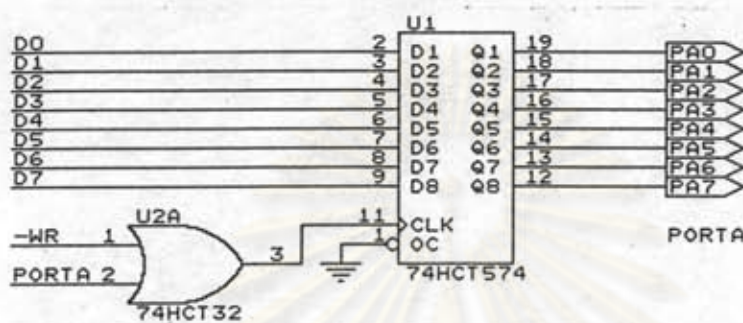 U1
D0 2 D1 Q1 19 PA0
D1 3 D2 Q2 18 PA1
D2 4 D3 Q3 17 PA2
D3 5 D4 Q4 16 PA3
D4 6 D5 Q5 15 PA4
D5 7 D6 Q6 14 PA5
D6 8 D7 Q7 13 PA6
D7 9 D8 Q8 12 PA7
U2A
11 CLK
-WR 1
1 OC
PORTA
3
PORTA 2
74HCT574
74HCT32